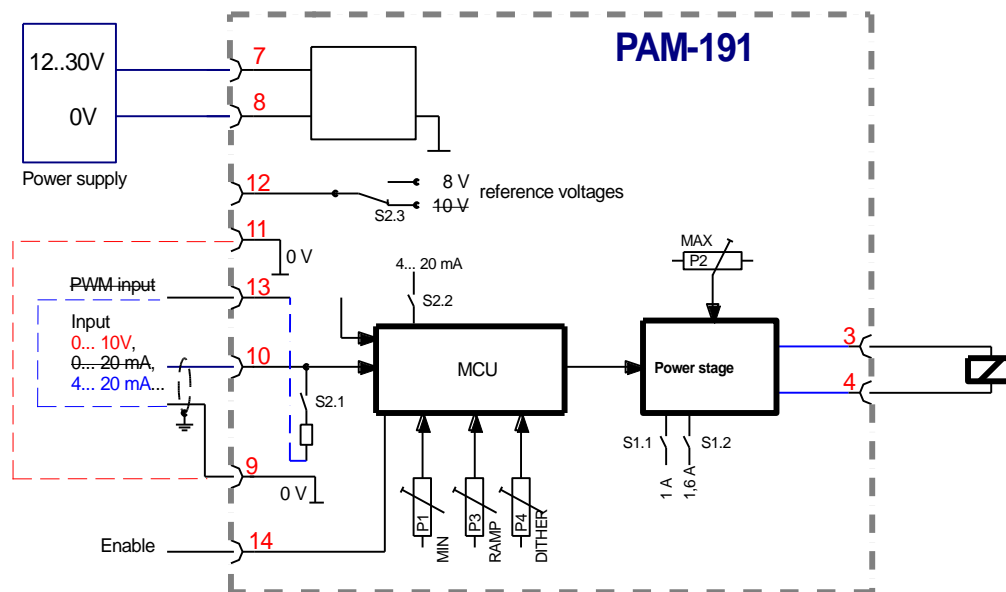 PAM-191
12..30V
0V
Power supply
7
8
12
S2.3
8 V
10 V
reference voltages
11
0 V
PWM input
13
Input
0... 10V,
0... 20 mA,
4... 20 mA...
10
S2.1
9
0 V
Enable
14
4... 20 mA
S2.2
MCU
P1
MIN
P3
RAMP
P4
DITHER
MAX
P2
Power stage
S1.1
S1.2
1 A
1,6 A
3
4